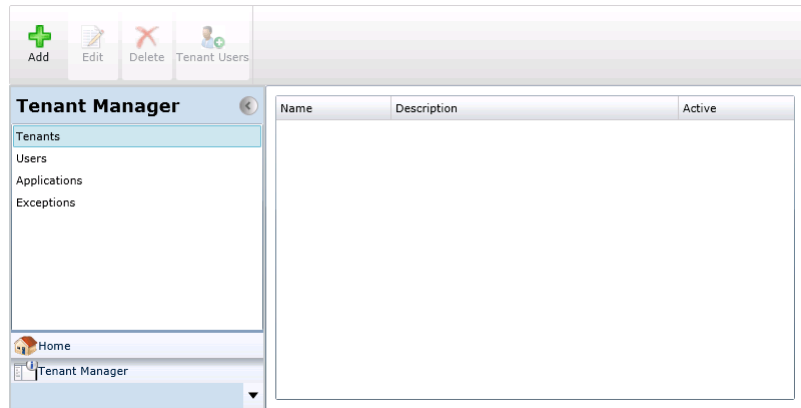 Add Edit Delete Tenant Users
Tenant Manager
Name Description Active
Tenants
Users
Applications
Exceptions
Home
Tenant Manager